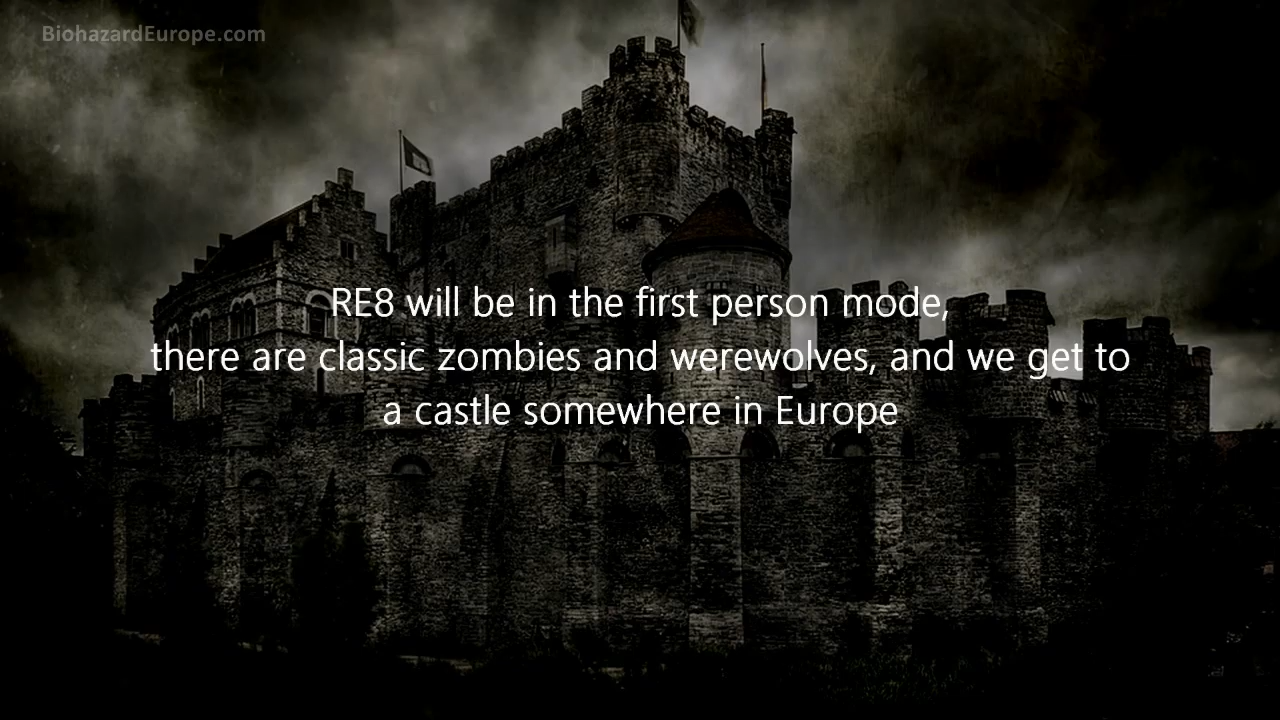 BiohazardEurope.com
RE8 will be in the first person mode,
there are classic zombies and werewolves, and we get to
a castle somewhere in Europe